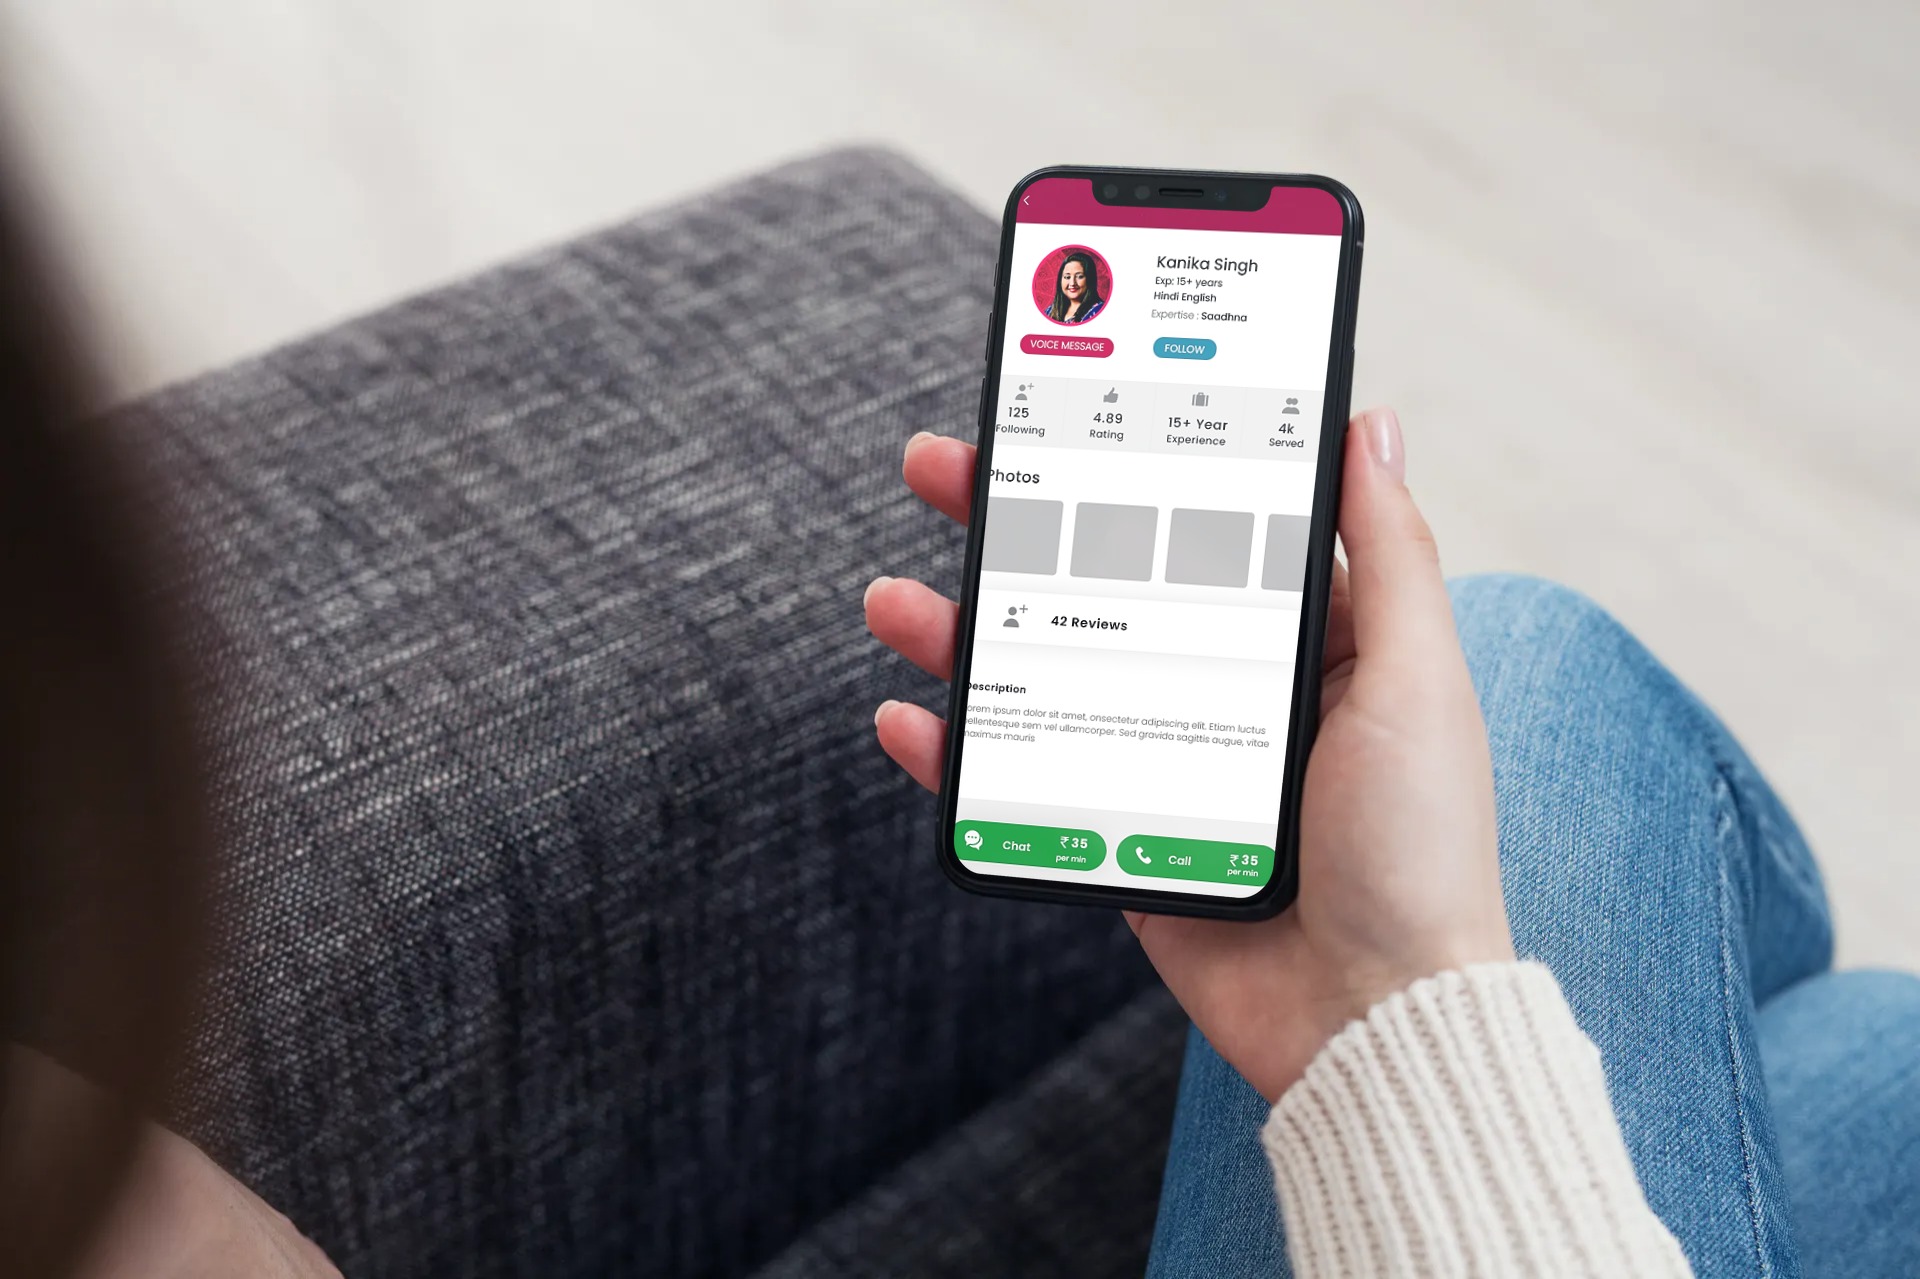 Kanika Singh
Exp: 15+ years
Hindi English
Expertise : Saadhna
VOICE MESSAGE
FOLLOW
125
Following
4.89
Rating
15+ Year
Experience
4k
Served
Photos
42 Reviews
Description
orem ipsum dolor sit amet, onsectetur adipiscing elit. Etiam luctus
ellentesque sem vel ullamcorper. Sed gravida sagittis augue, vitae
maximus mauris
Chat
₹ 35
per min
Call
₹ 35
per min